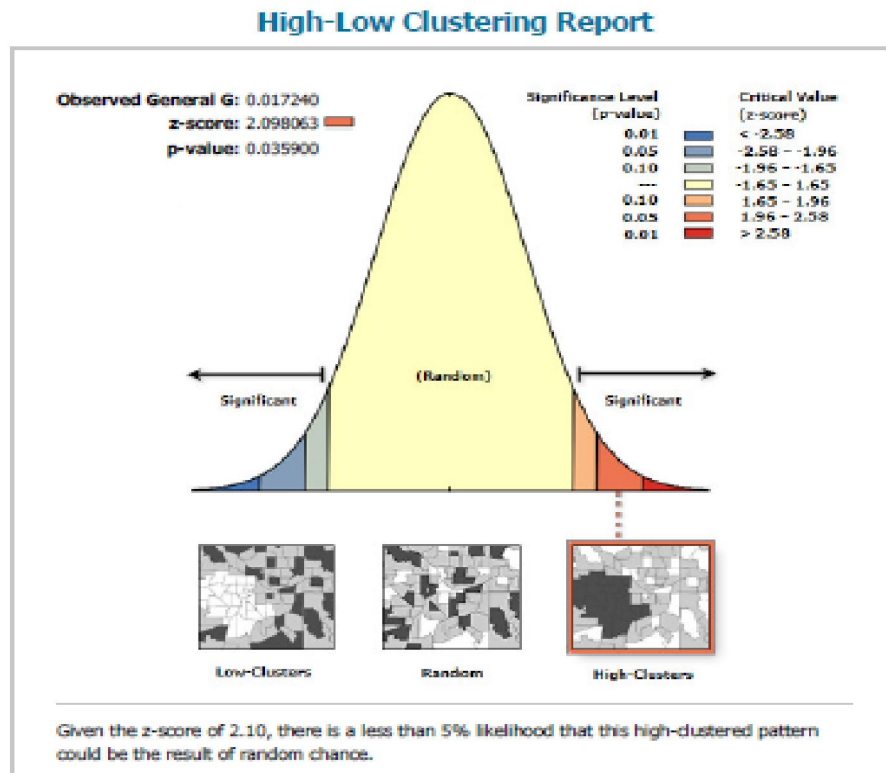 High-Low Clustering Report
Observed General G: 0.017240
z-score: 2.098063
p-value: 0.035900
Significance Level (p-value)
Critical Value (z-score)
0.01 < -2.58
0.05 -2.58 – -1.96
0.10 -1.96 – -1.65
--- -1.65 – 1.65
0.10 1.65 – 1.96
0.05 1.96 – 2.58
0.01 > 2.58
Significant
(Random)
Significant
Low-Clusters
Random
High-Clusters
Given the z-score of 2.10, there is a less than 5% likelihood that this high-clustered pattern
could be the result of random chance.